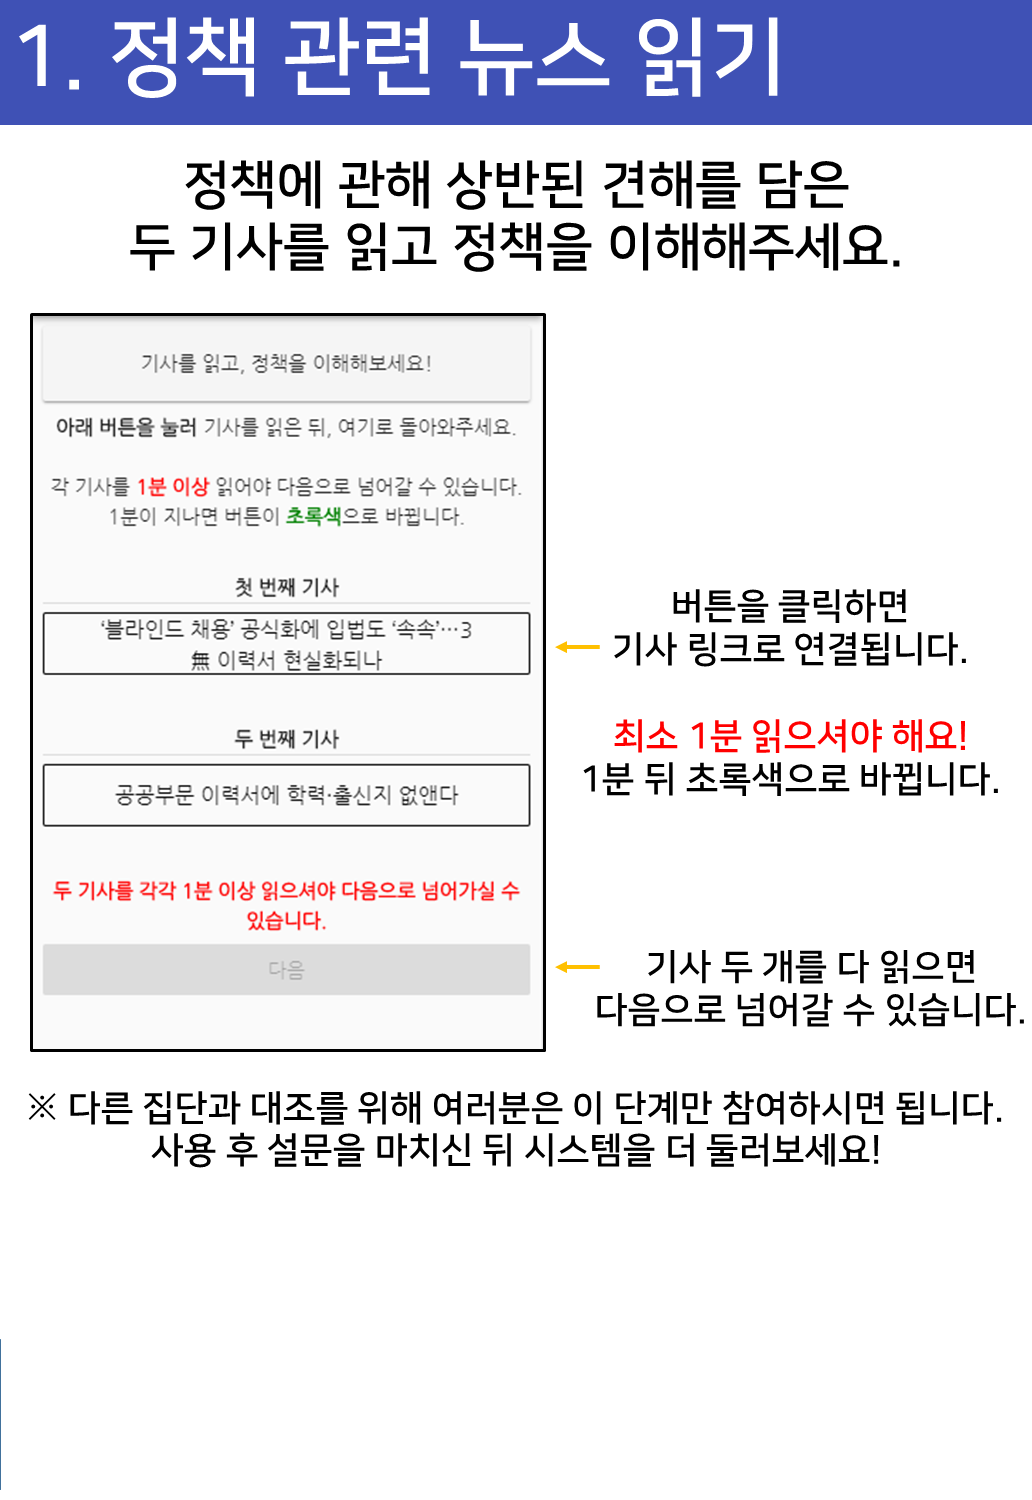 1. 정책 관련 뉴스 읽기
정책에 관해 상반된 견해를 담은
두 기사를 읽고 정책을 이해해주세요.
기사를 읽고, 정책을 이해해보세요!
아래 버튼을 눌러 기사를 읽은 뒤, 여기로 돌아와주세요.
각 기사를 1분 이상 읽어야 다음으로 넘어갈 수 있습니다.
1분이 지나면 버튼이 초록색으로 바뀝니다.
첫 번째 기사
‘블라인드 채용’ 공식화에 입법도 ‘속속’…3
無 이력서 현실화되나
버튼을 클릭하면
기사 링크로 연결됩니다.
최소 1분 읽으셔야 해요!
1분 뒤 초록색으로 바뀝니다.
두 번째 기사
공공부문 이력서에 학력·출신지 없앤다
두 기사를 각각 1분 이상 읽으셔야 다음으로 넘어가실 수
있습니다.
다음
기사 두 개를 다 읽으면
다음으로 넘어갈 수 있습니다.
※ 다른 집단과 대조를 위해 여러분은 이 단계만 참여하시면 됩니다.
사용 후 설문을 마치신 뒤 시스템을 더 둘러보세요!